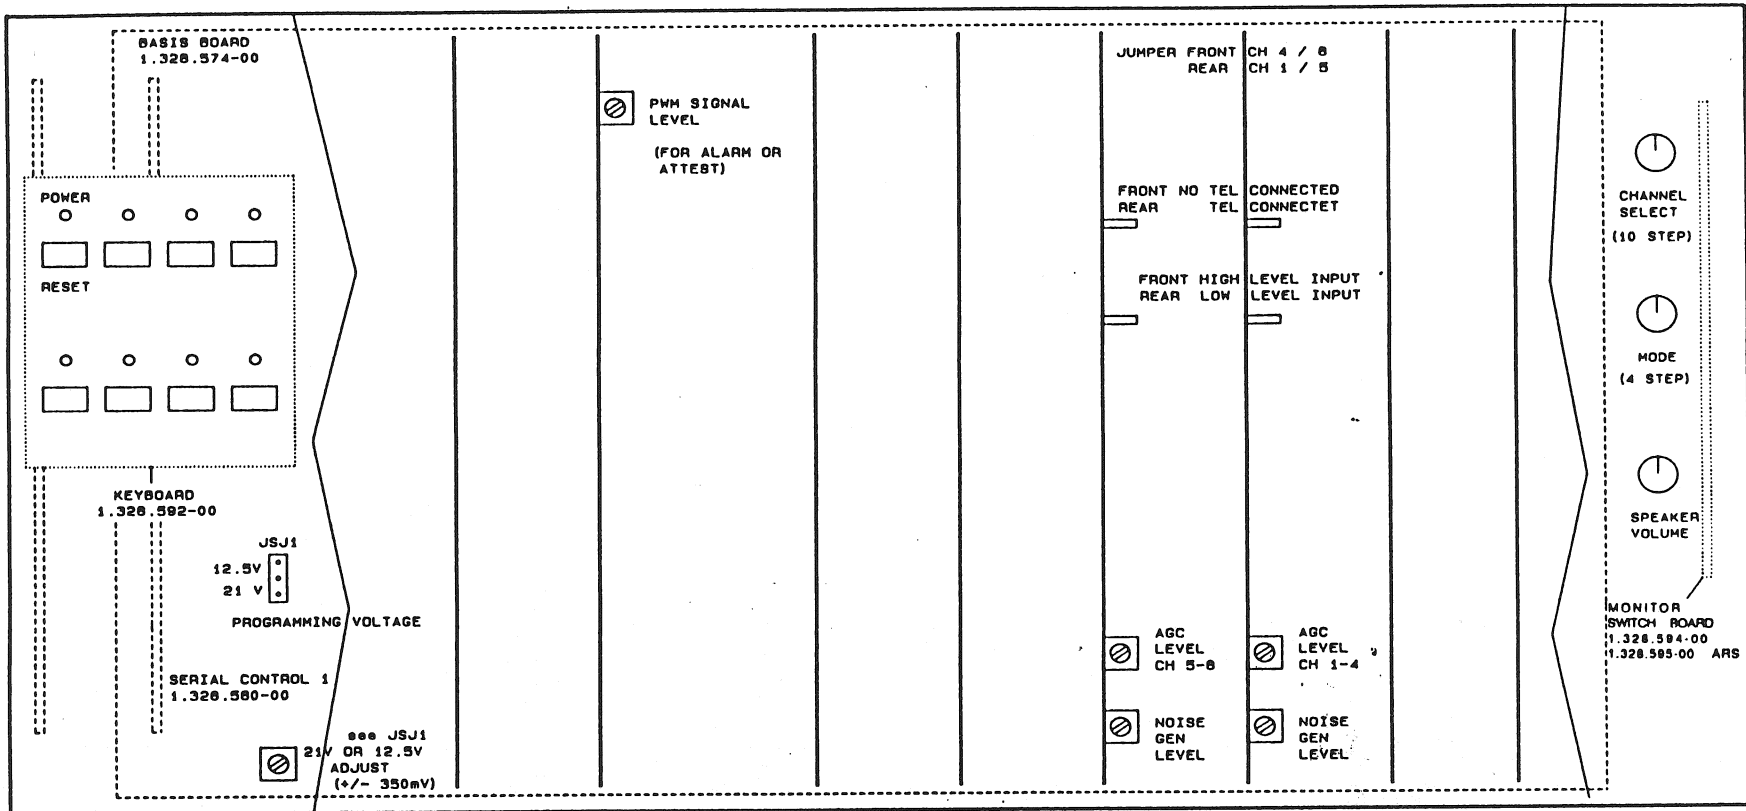 BASIS BOARD
1.328.574-00
JUMPER FRONT CH 4 / 8
REAR CH 1 / 5
PWM SIGNAL
LEVEL
(FOR ALARM OR
ATTEST)
POWER
RESET
FRONT NO TEL CONNECTED
REAR TEL CONNECTET
FRONT HIGH LEVEL INPUT
REAR LOW LEVEL INPUT
CHANNEL
SELECT
(10 STEP)
MODE
(4 STEP)
SPEAKER
VOLUME
KEYBOARD
1.328.592-00
JSJ1
12.5V
21 V
PROGRAMMING VOLTAGE
SERIAL CONTROL 1
1.328.580-00
see JSJ1
21V OR 12.5V
ADJUST
(+/- 350mV)
AGC
LEVEL
CH 5-8
AGC
LEVEL
CH 1-4
NOISE
GEN
LEVEL
NOISE
GEN
LEVEL
MONITOR
SWITCH BOARD
1.328.594-00
1.328.595-00 ARS